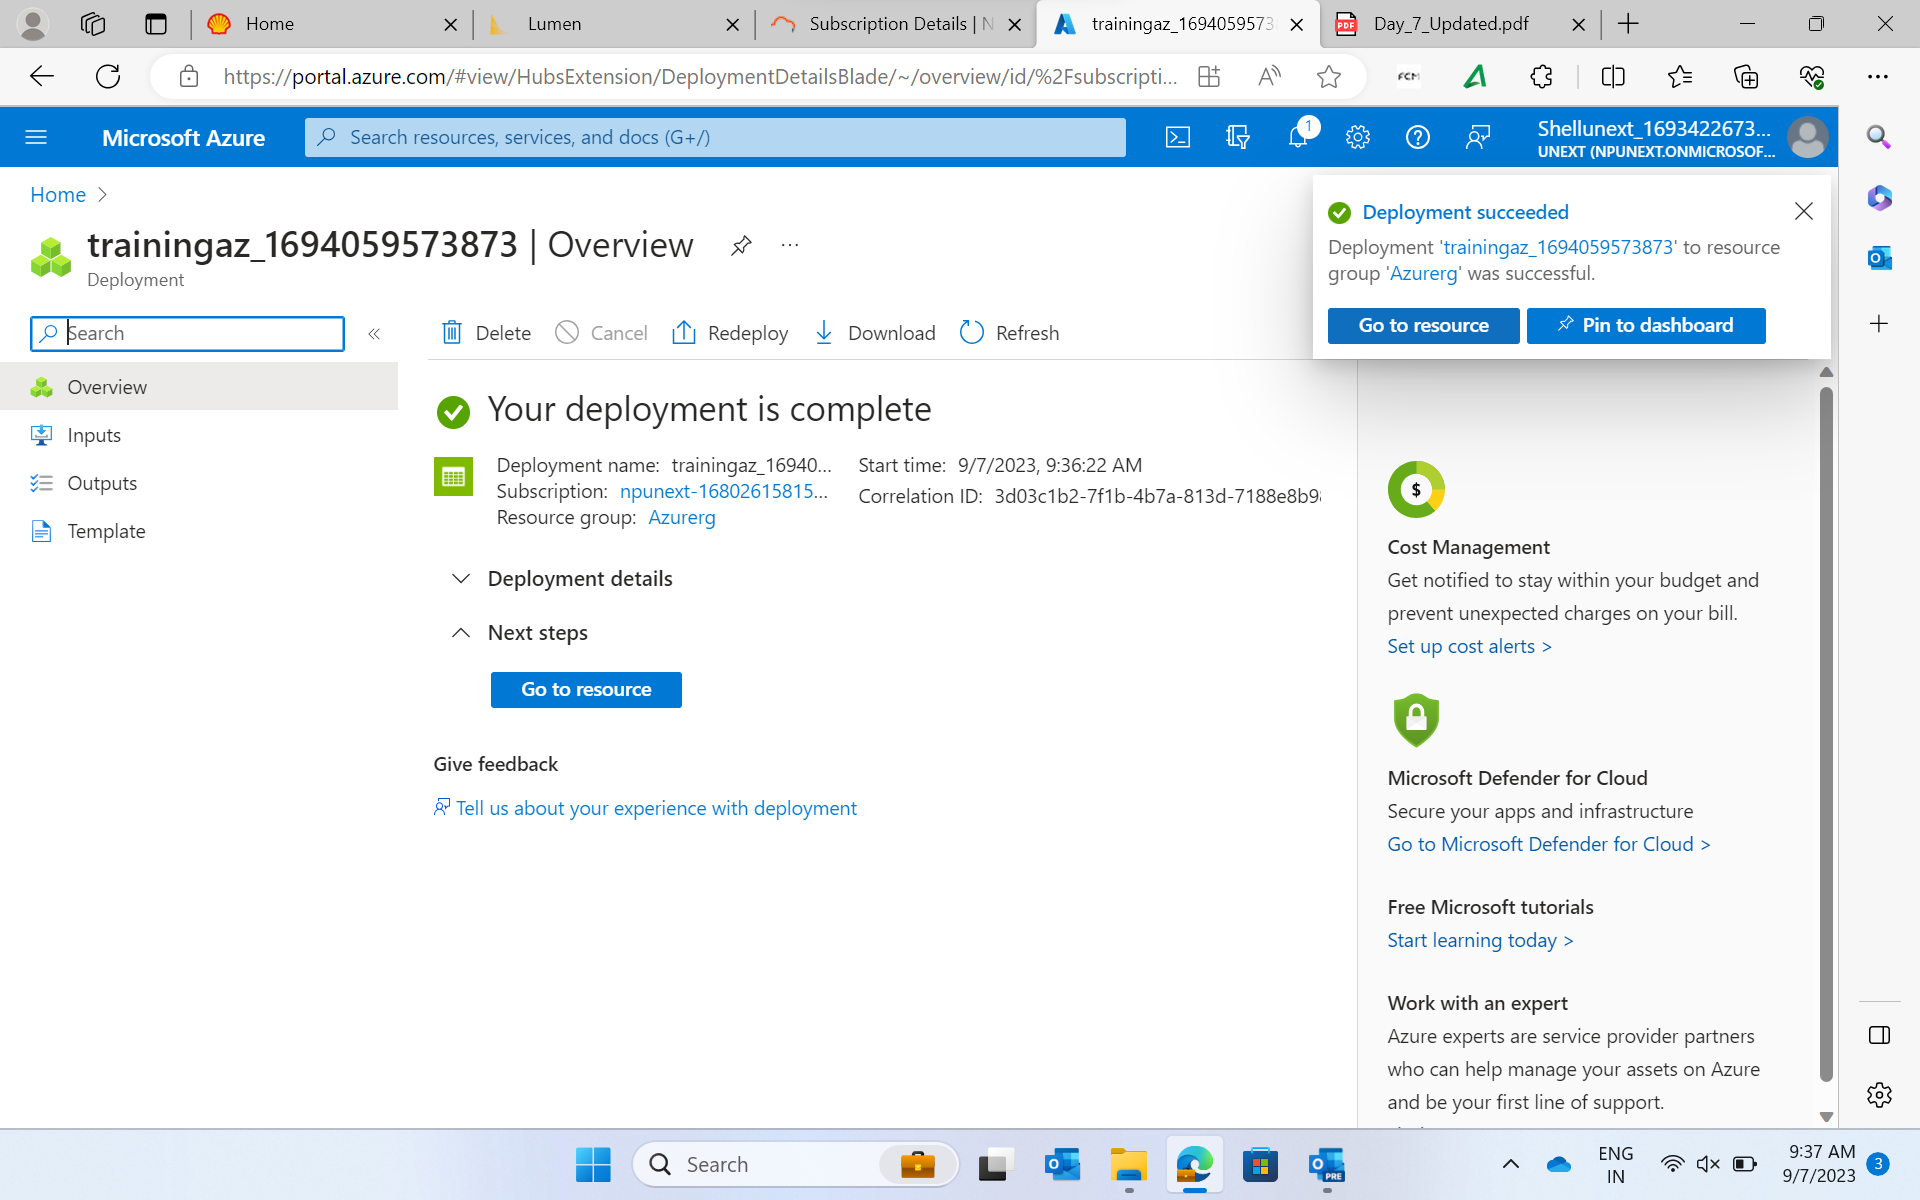 Home
Lumen
Subscription Details | N
trainingaz_1694059573
Day_7_Updated.pdf
https://portal.azure.com/#view/HubsExtension/DeploymentDetailsBlade/~/overview/id/%2Fsubscripti...
FCM
Microsoft Azure
Search resources, services, and docs (G+/)
1
Shellunext_1693422673...
UNEXT (NPUNEXT.ONMICROSOF...
Home
trainingaz_1694059573873 | Overview
Deployment
Deployment succeeded
Deployment 'trainingaz_1694059573873' to resource
group 'Azurerg' was successful.
Go to resource
Pin to dashboard
Search
Delete
Cancel
Redeploy
Download
Refresh
Overview
Inputs
Outputs
Template
Your deployment is complete
Deployment name: trainingaz_16940...
Subscription: npunext-16802615815...
Resource group: Azurerg
Start time: 9/7/2023, 9:36:22 AM
Correlation ID: 3d03c1b2-7f1b-4b7a-813d-7188e8b9
Deployment details
Next steps
Go to resource
Give feedback
Tell us about your experience with deployment
Cost Management
Get notified to stay within your budget and
prevent unexpected charges on your bill.
Set up cost alerts >
Microsoft Defender for Cloud
Secure your apps and infrastructure
Go to Microsoft Defender for Cloud >
Free Microsoft tutorials
Start learning today >
Work with an expert
Azure experts are service provider partners
who can help manage your assets on Azure
and be your first line of support.
Search
PRE
ENG
IN
9:37 AM
9/7/2023
3